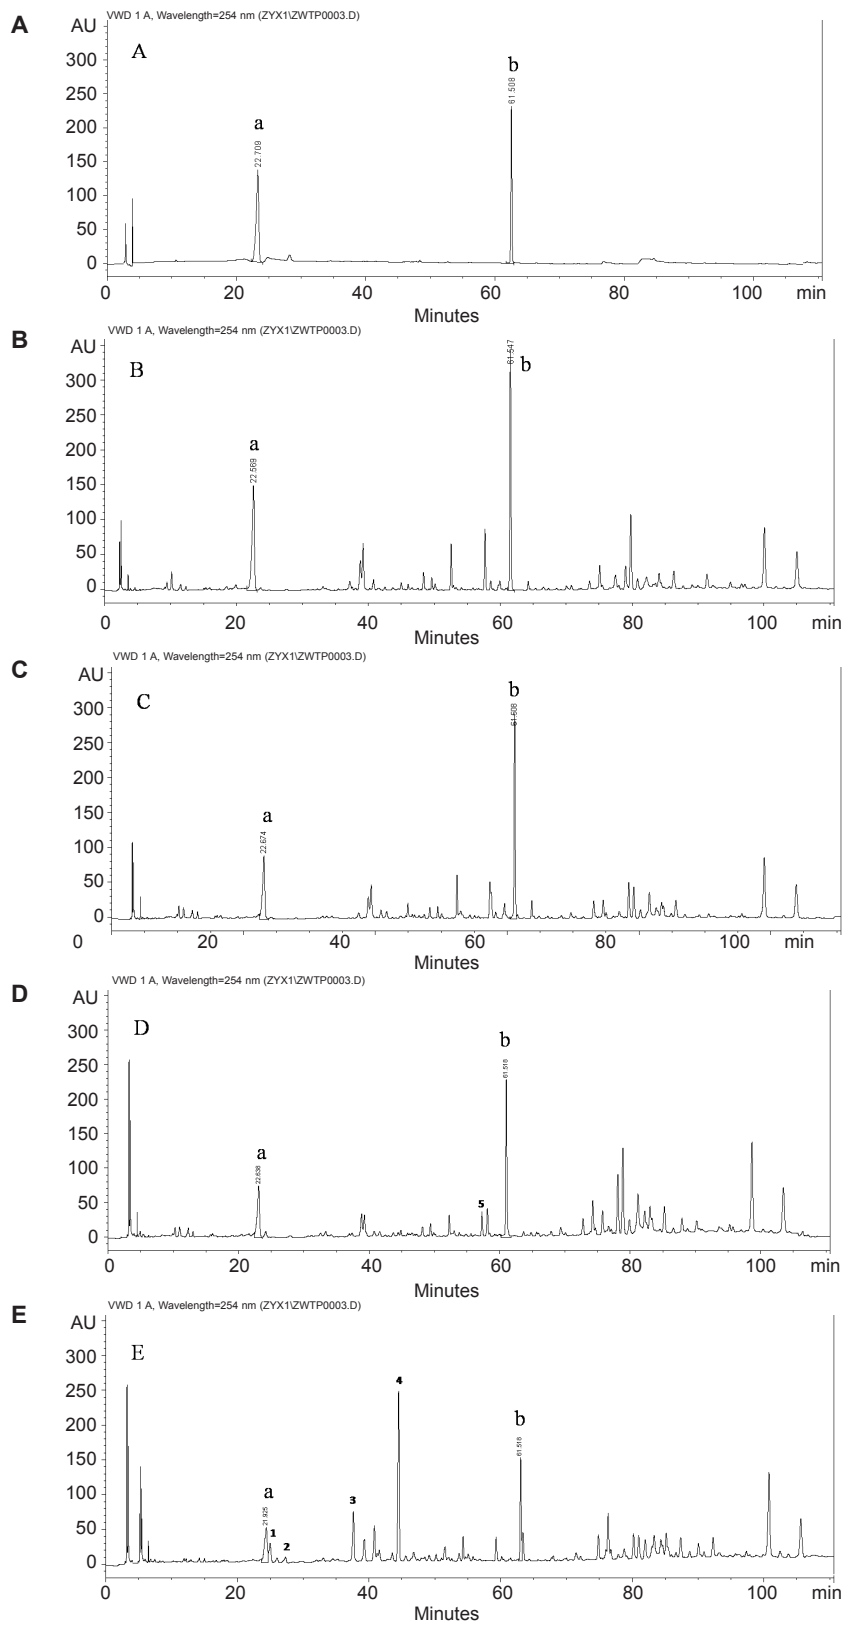 A
VWD 1 A, Wavelength=254 nm (ZYX1\ZWTP0003.D)
AU
A
300
250
200
150
100
50
0
a
22.709
b
61.508
0 20 40 60 80 100 min
Minutes
B
VWD 1 A, Wavelength=254 nm (ZYX1\ZWTP0003.D)
AU
B
300
250
200
150
100
50
0
a
22.569
61.547
b
0 20 40 60 80 100 min
Minutes
C
VWD 1 A, Wavelength=254 nm (ZYX1\ZWTP0003.D)
AU
C
300
250
200
150
100
50
0
a
22.674
b
61.608
0 20 40 60 80 100 min
Minutes
D
VWD 1 A, Wavelength=254 nm (ZYX1\ZWTP0003.D)
AU
D
300
250
200
150
100
50
0
a
22.638
5
b
61.518
0 20 40 60 80 100 min
Minutes
E
VWD 1 A, Wavelength=254 nm (ZYX1\ZWTP0003.D)
AU
E
300
250
200
150
100
50
0
a
21.925
1
2
3
4
b
61.518
0 20 40 60 80 100 min
Minutes